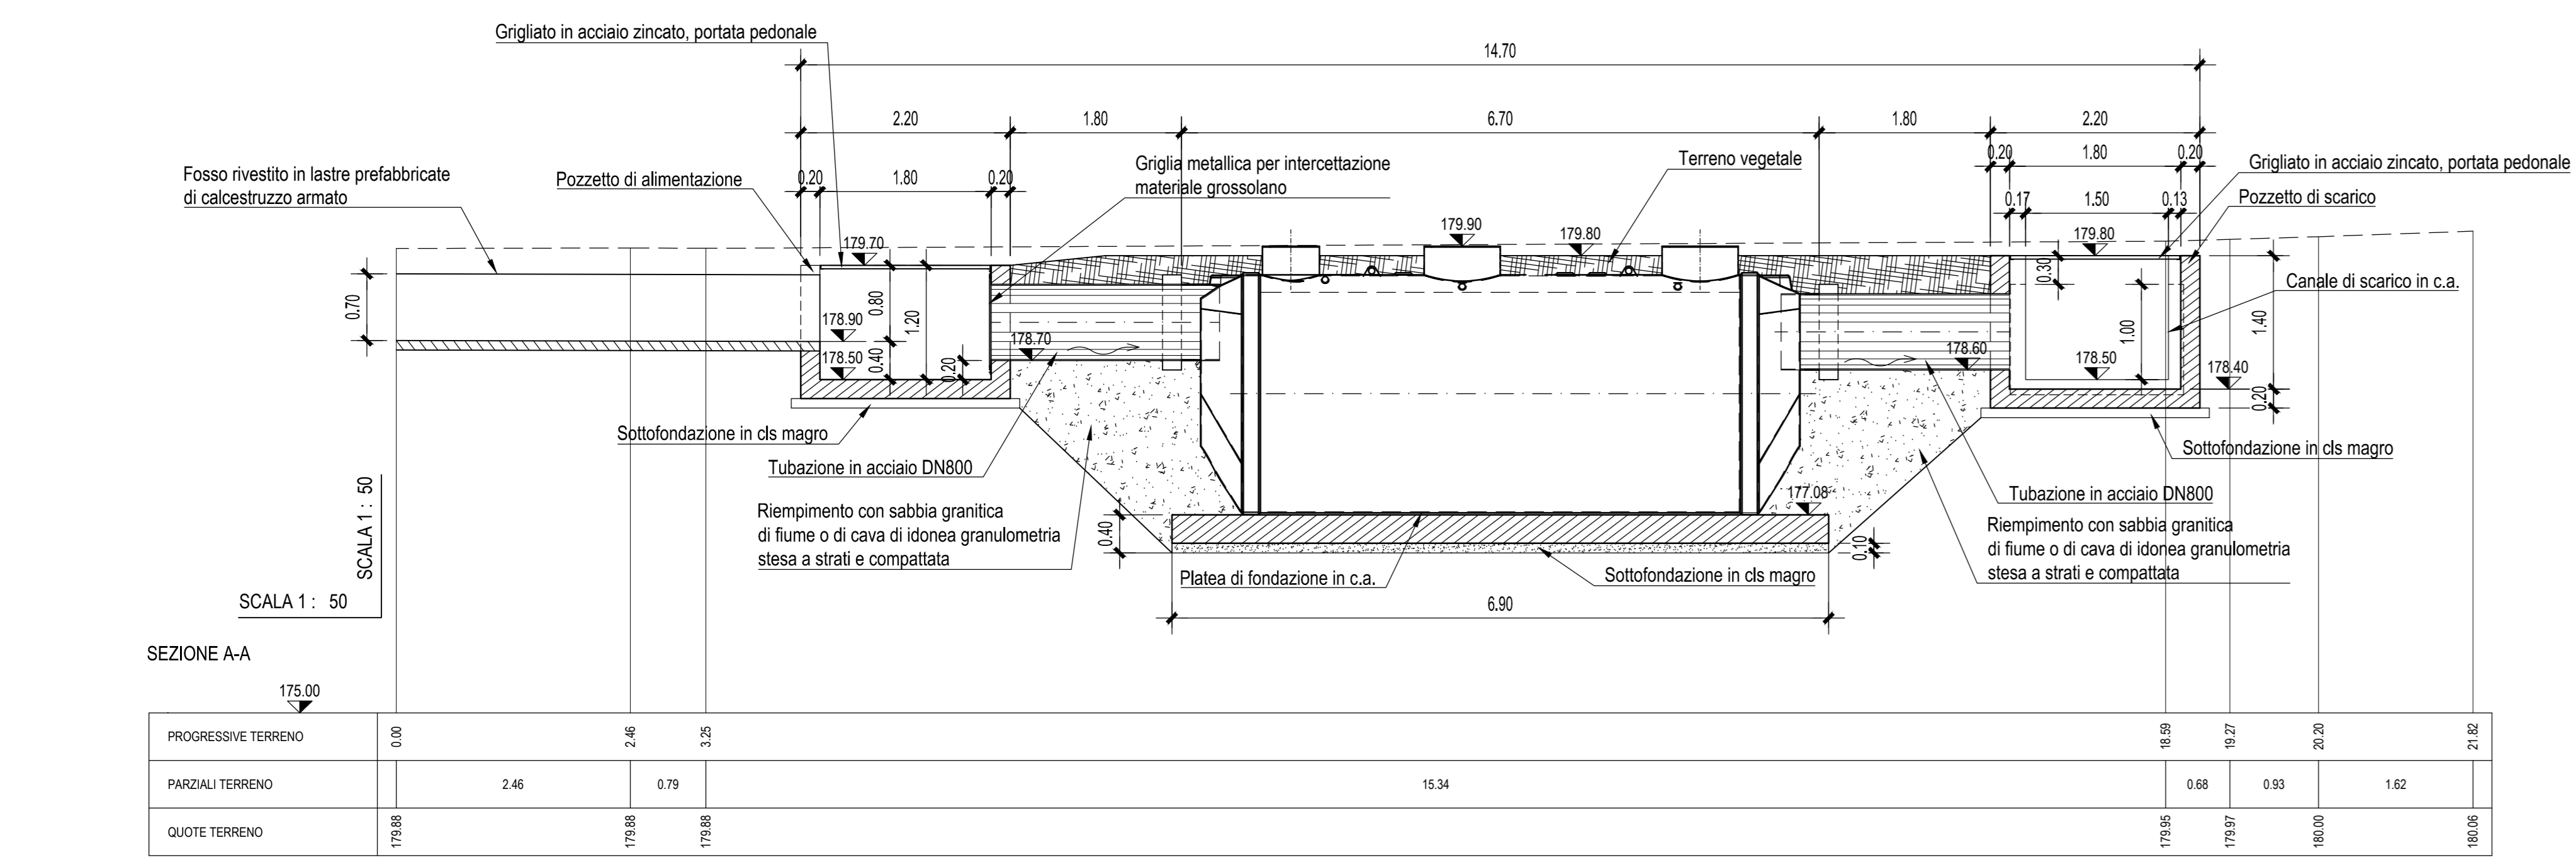 Grigliato in acciaio zincato, portata pedonale
14.70
2.20
1.80
6.70
1.80
2.20
Fosso rivestito in lastre prefabbricate
di calcestruzzo armato
Pozzetto di alimentazione
0.20
1.80
0.20
Griglia metallica per intercettazione
materiale grossolano
Terreno vegetale
0.20
1.80
0.20
Grigliato in acciaio zincato, portata pedonale
Pozzetto di scarico
0.17
1.50
0.13
179.70
179.90
179.80
179.80
0.70
0.80
1.20
178.90
178.50
0.40
0.20
178.70
0.30
1.00
1.40
Canale di scarico in c.a.
178.60
178.50
178.40
0.20
Sottofondazione in cls magro
Tubazione in acciaio DN800
Sottofondazione in cls magro
Tubazione in acciaio DN800
177.08
Riempimento con sabbia granitica
di fiume o di cava di idonea granulometria
stesa a strati e compattata
0.40
0.10
Riempimento con sabbia granitica
di fiume o di cava di idonea granulometria
stesa a strati e compattata
Platea di fondazione in c.a.
Sottofondazione in cls magro
6.90
SCALA 1 : 50
SCALA 1 : 50
SEZIONE A-A
175.00
PROGRESSIVE TERRENO 0.00 2.46 3.25 18.59 19.27 20.20 21.82
PARZIALI TERRENO 2.46 0.79 15.34 0.68 0.93 1.62
QUOTE TERRENO 179.88 179.88 179.88 179.95 179.97 180.00 180.06